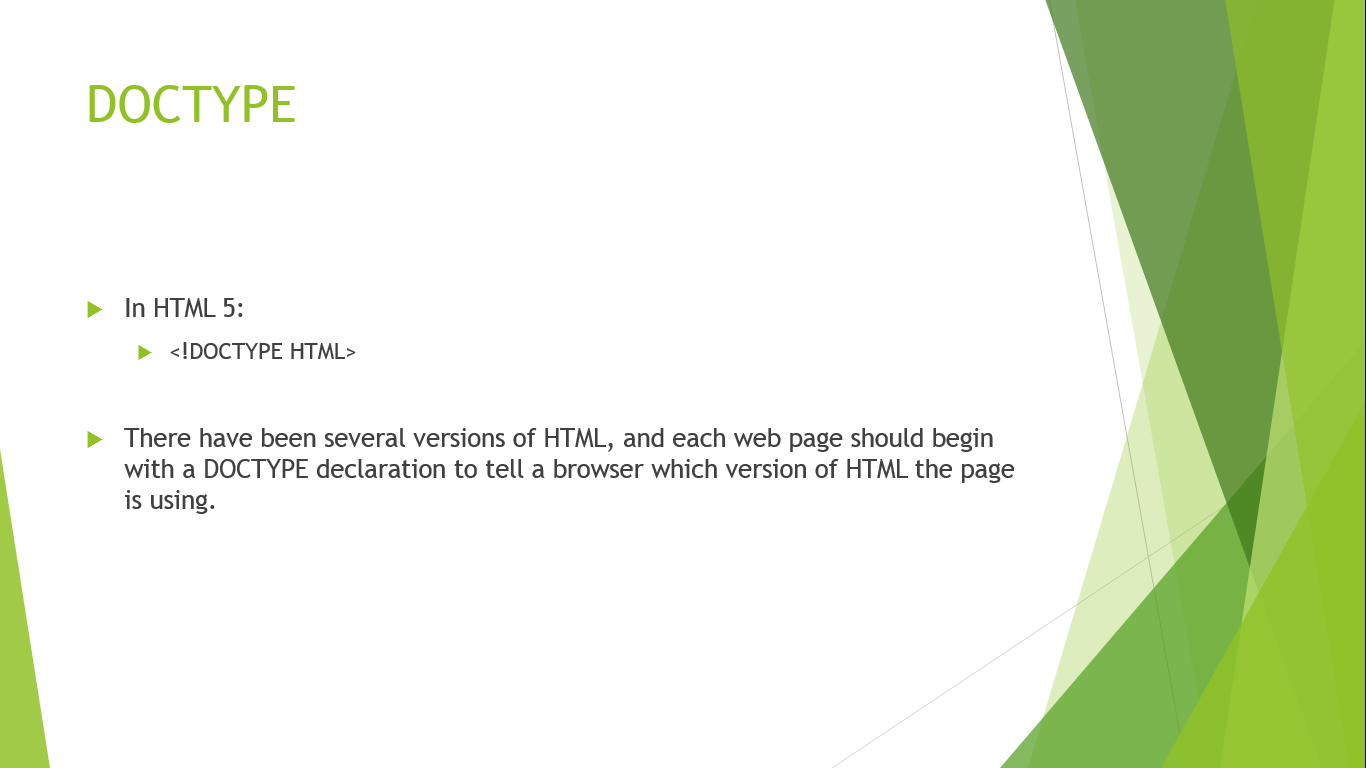 DOCTYPE
In HTML 5:
<!DOCTYPE HTML>
There have been several versions of HTML, and each web page should begin
with a DOCTYPE declaration to tell a browser which version of HTML the page
is using.